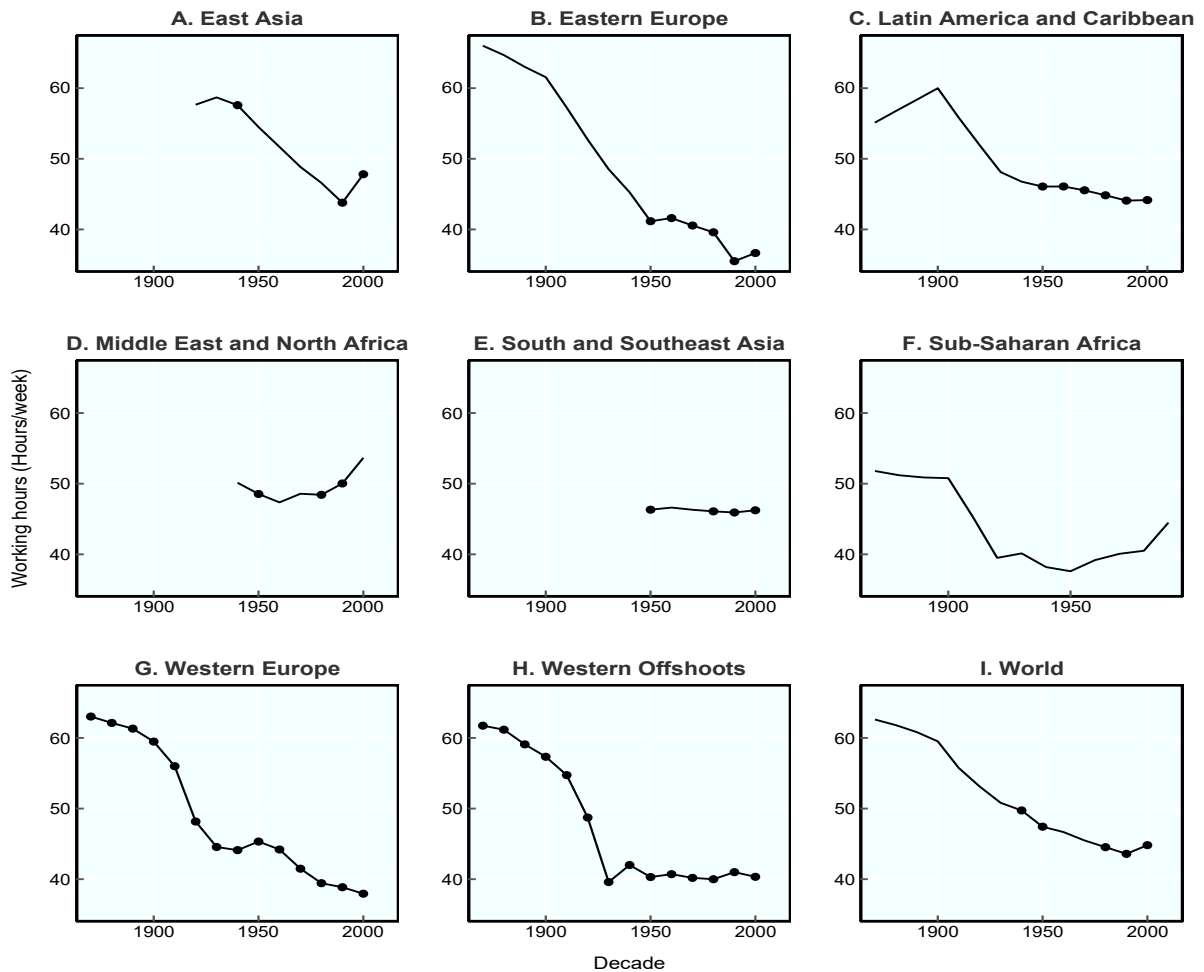 A. East Asia
B. Eastern Europe
C. Latin America and Caribbean
60
50
40
1900 1950 2000
60
50
40
1900 1950 2000
60
50
40
1900 1950 2000
D. Middle East and North Africa
E. South and Southeast Asia
F. Sub-Saharan Africa
Working hours (Hours/week)
60
50
40
1900 1950 2000
60
50
40
1900 1950 2000
60
50
40
1900 1950
G. Western Europe
H. Western Offshoots
I. World
60
50
40
1900 1950 2000
60
50
40
1900 1950 2000
60
50
40
1900 1950 2000
Decade